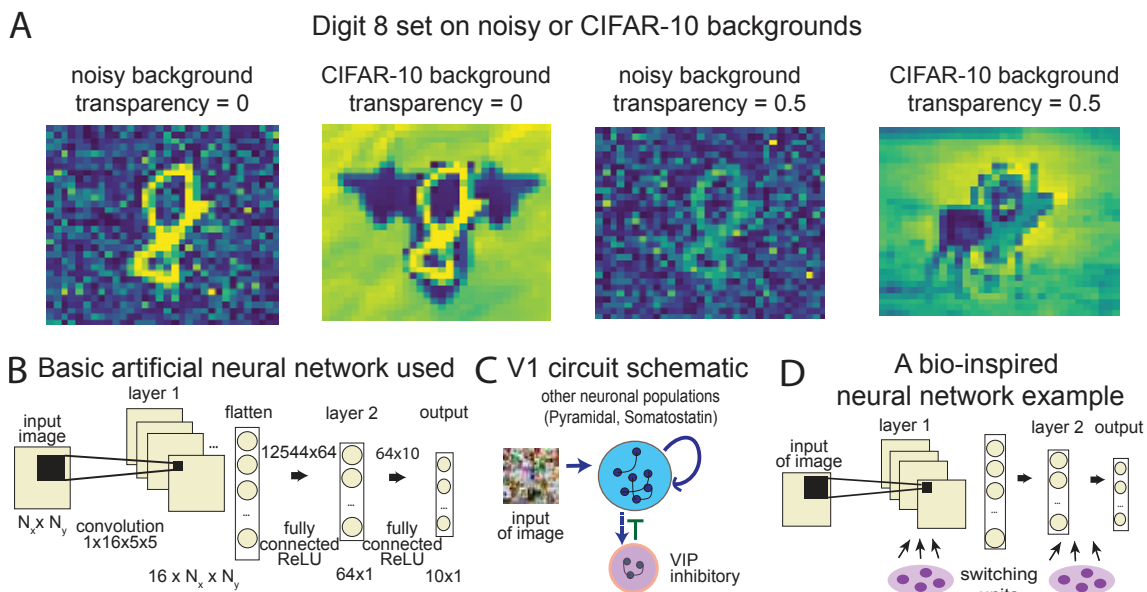 A
Digit 8 set on noisy or CIFAR-10 backgrounds
noisy background
transparency = 0
CIFAR-10 background
transparency = 0
noisy background
transparency = 0.5
CIFAR-10 background
transparency = 0.5
B Basic artificial neural network used
layer 1
input
image
...
flatten
layer 2
output
12544x64
64x10
...
...
...
N_x x N_y
convolution
1x16x5x5
fully
connected
ReLU
fully
connected
ReLU
16 x N_x x N_y
64x1
10x1
C V1 circuit schematic
other neuronal populations
(Pyramidal, Somatostatin)
input
of image
VIP
inhibitory
D
A bio-inspired
neural network example
layer 1
input
of image
layer 2
output
...
...
...
switching